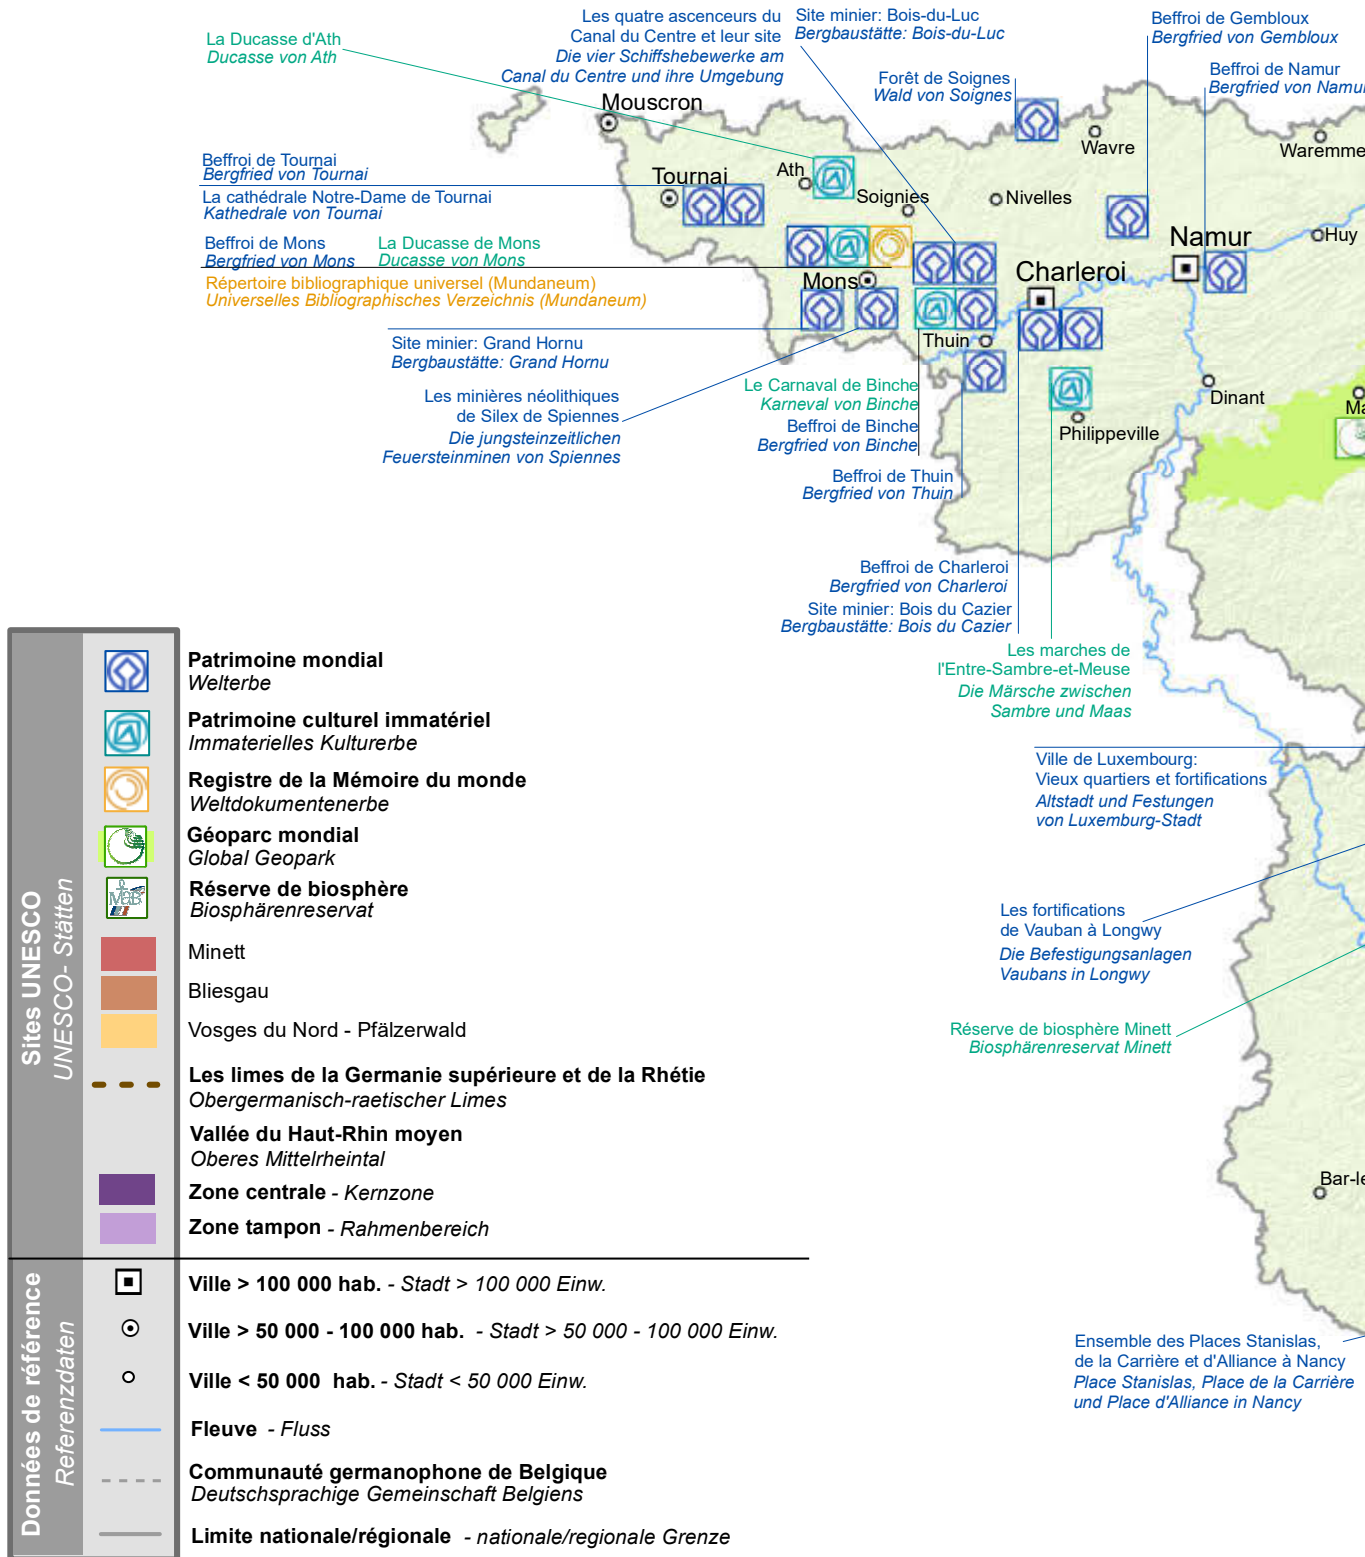 Les quatre ascenceurs du
Canal du Centre et leur site
Die vier Schiffshebewerke am
Canal du Centre und ihre Umgebung
Site minier: Bois-du-Luc
Bergbaustätte: Bois-du-Luc
Beffroi de Gembloux
Bergfried von Gembloux
La Ducasse d'Ath
Ducasse von Ath
Forêt de Soignes
Wald von Soignes
Beffroi de Namur
Bergfried von Namur
Mouscron
Wavre
Waremme
Beffroi de Tournai
Bergfried von Tournai
Tournai
Ath
Soignies
Nivelles
La cathédrale Notre-Dame de Tournai
Kathedrale von Tournai
Beffroi de Mons
Bergfried von Mons
La Ducasse de Mons
Ducasse von Mons
Namur
Huy
Répertoire bibliographique universel (Mundaneum)
Universelles Bibliographisches Verzeichnis (Mundaneum)
Mons
Charleroi
Site minier: Grand Hornu
Bergbaustätte: Grand Hornu
Thuin
Les minières néolithiques
de Silex de Spiennes
Die jungsteinzeitlichen
Feuersteinminen von Spiennes
Le Carnaval de Binche
Karneval von Binche
Beffroi de Binche
Bergfried von Binche
Dinant
Ma
Philippeville
Beffroi de Thuin
Bergfried von Thuin
Beffroi de Charleroi
Bergfried von Charleroi
Site minier: Bois du Cazier
Bergbaustätte: Bois du Cazier
Les marches de
l'Entre-Sambre-et-Meuse
Die Märsche zwischen
Sambre und Maas
Ville de Luxembourg:
Vieux quartiers et fortifications
Altstadt und Festungen
von Luxemburg-Stadt
Les fortifications
de Vauban à Longwy
Die Befestigungsanlagen
Vaubans in Longwy
Réserve de biosphère Minett
Biosphärenreservat Minett
Bar-le
Ensemble des Places Stanislas,
de la Carrière et d'Alliance à Nancy
Place Stanislas, Place de la Carrière
und Place d'Alliance in Nancy
Sites UNESCO
UNESCO- Stätten
Patrimoine mondial
Welterbe
Patrimoine culturel immatériel
Immaterielles Kulturerbe
Registre de la Mémoire du monde
Weltdokumentenerbe
Géoparc mondial
Global Geopark
MaB
Réserve de biosphère
Biosphärenreservat
Minett
Bliesgau
Vosges du Nord - Pfälzerwald
Les limes de la Germanie supérieure et de la Rhétie
Obergermanisch-raetischer Limes
Vallée du Haut-Rhin moyen
Oberes Mittelrheintal
Zone centrale - Kernzone
Zone tampon - Rahmenbereich
Données de référence
Referenzdaten
Ville > 100 000 hab. - Stadt > 100 000 Einw.
Ville > 50 000 - 100 000 hab. - Stadt > 50 000 - 100 000 Einw.
Ville < 50 000 hab. - Stadt < 50 000 Einw.
Fleuve - Fluss
Communauté germanophone de Belgique
Deutschsprachige Gemeinschaft Belgiens
Limite nationale/régionale - nationale/regionale Grenze